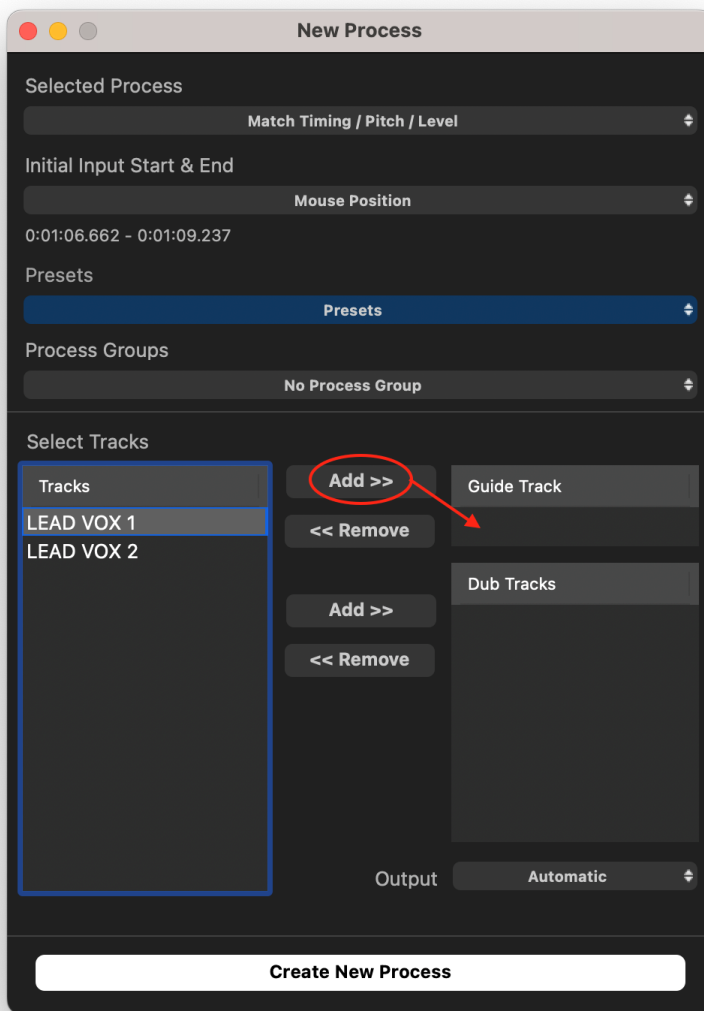 New Process
Selected Process
Match Timing / Pitch / Level
Initial Input Start & End
Mouse Position
0:01:06.662 - 0:01:09.237
Presets
Presets
Process Groups
No Process Group
Select Tracks
Tracks
LEAD VOX 1
LEAD VOX 2
Add >>
<< Remove
Guide Track
Add >>
<< Remove
Dub Tracks
Output
Automatic
Create New Process